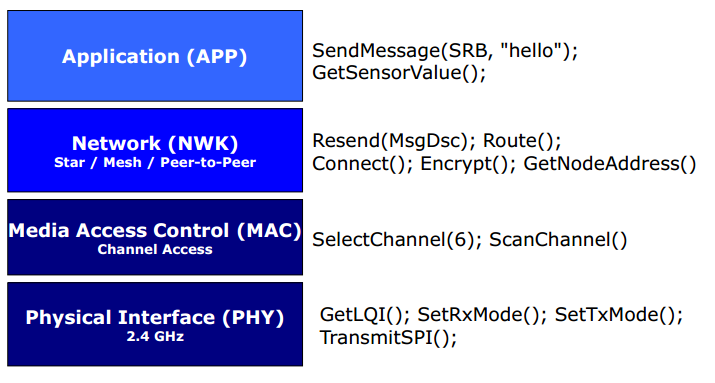 Application (APP)
SendMessage(SRB, "hello");
GetSensorValue();
Network (NWK)
Star / Mesh / Peer-to-Peer
Resend(MsgDsc); Route();
Connect(); Encrypt(); GetNodeAddress()
Media Access Control (MAC)
Channel Access
SelectChannel(6); ScanChannel()
Physical Interface (PHY)
2.4 GHz
GetLQI(); SetRxMode(); SetTxMode();
TransmitSPI();